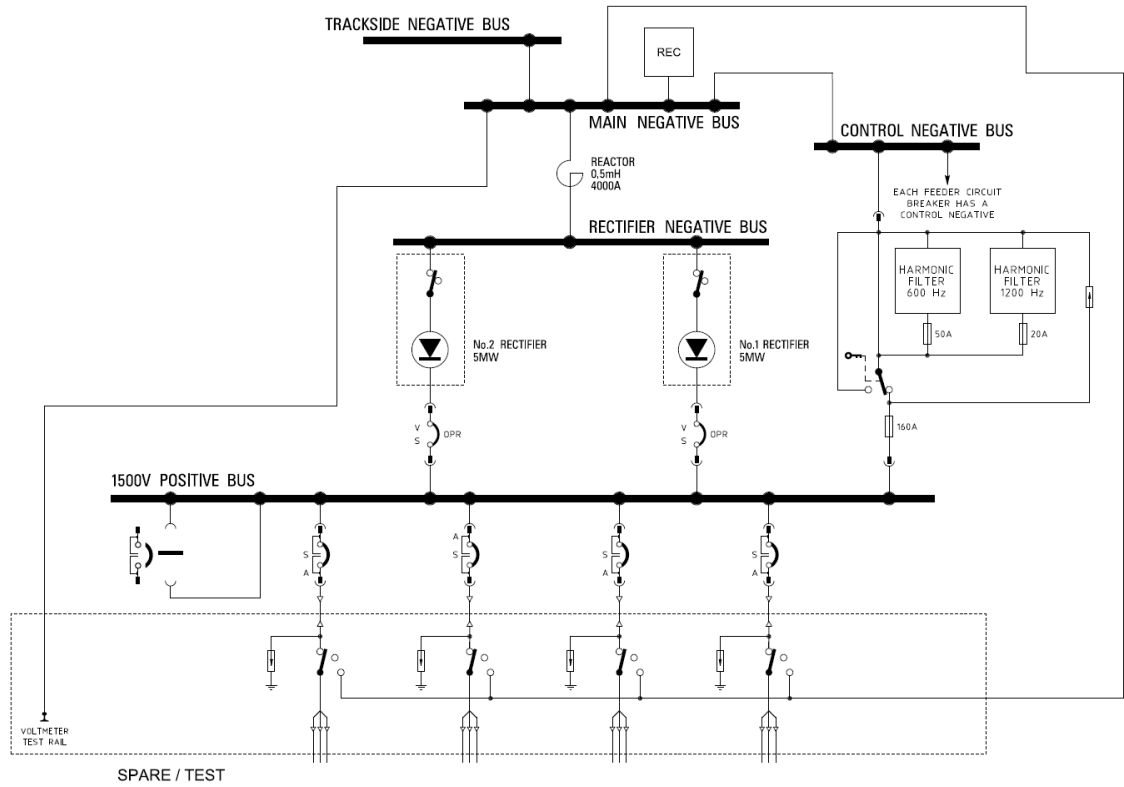 TRACKSIDE NEGATIVE BUS
REC
MAIN NEGATIVE BUS
CONTROL NEGATIVE BUS
REACTOR
0,5mH
4000A
EACH FEEDER CIRCUIT
BREAKER HAS A
CONTROL NEGATIVE
RECTIFIER NEGATIVE BUS
HARMONIC
FILTER
600 Hz
HARMONIC
FILTER
1200 Hz
50A
20A
No.2 RECTIFIER
5MW
No.1 RECTIFIER
5MW
V
S
OPR
V
S
OPR
160A
1500V POSITIVE BUS
S
A
A
S
S
A
S
A
VOLTMETER
TEST RAIL
SPARE / TEST